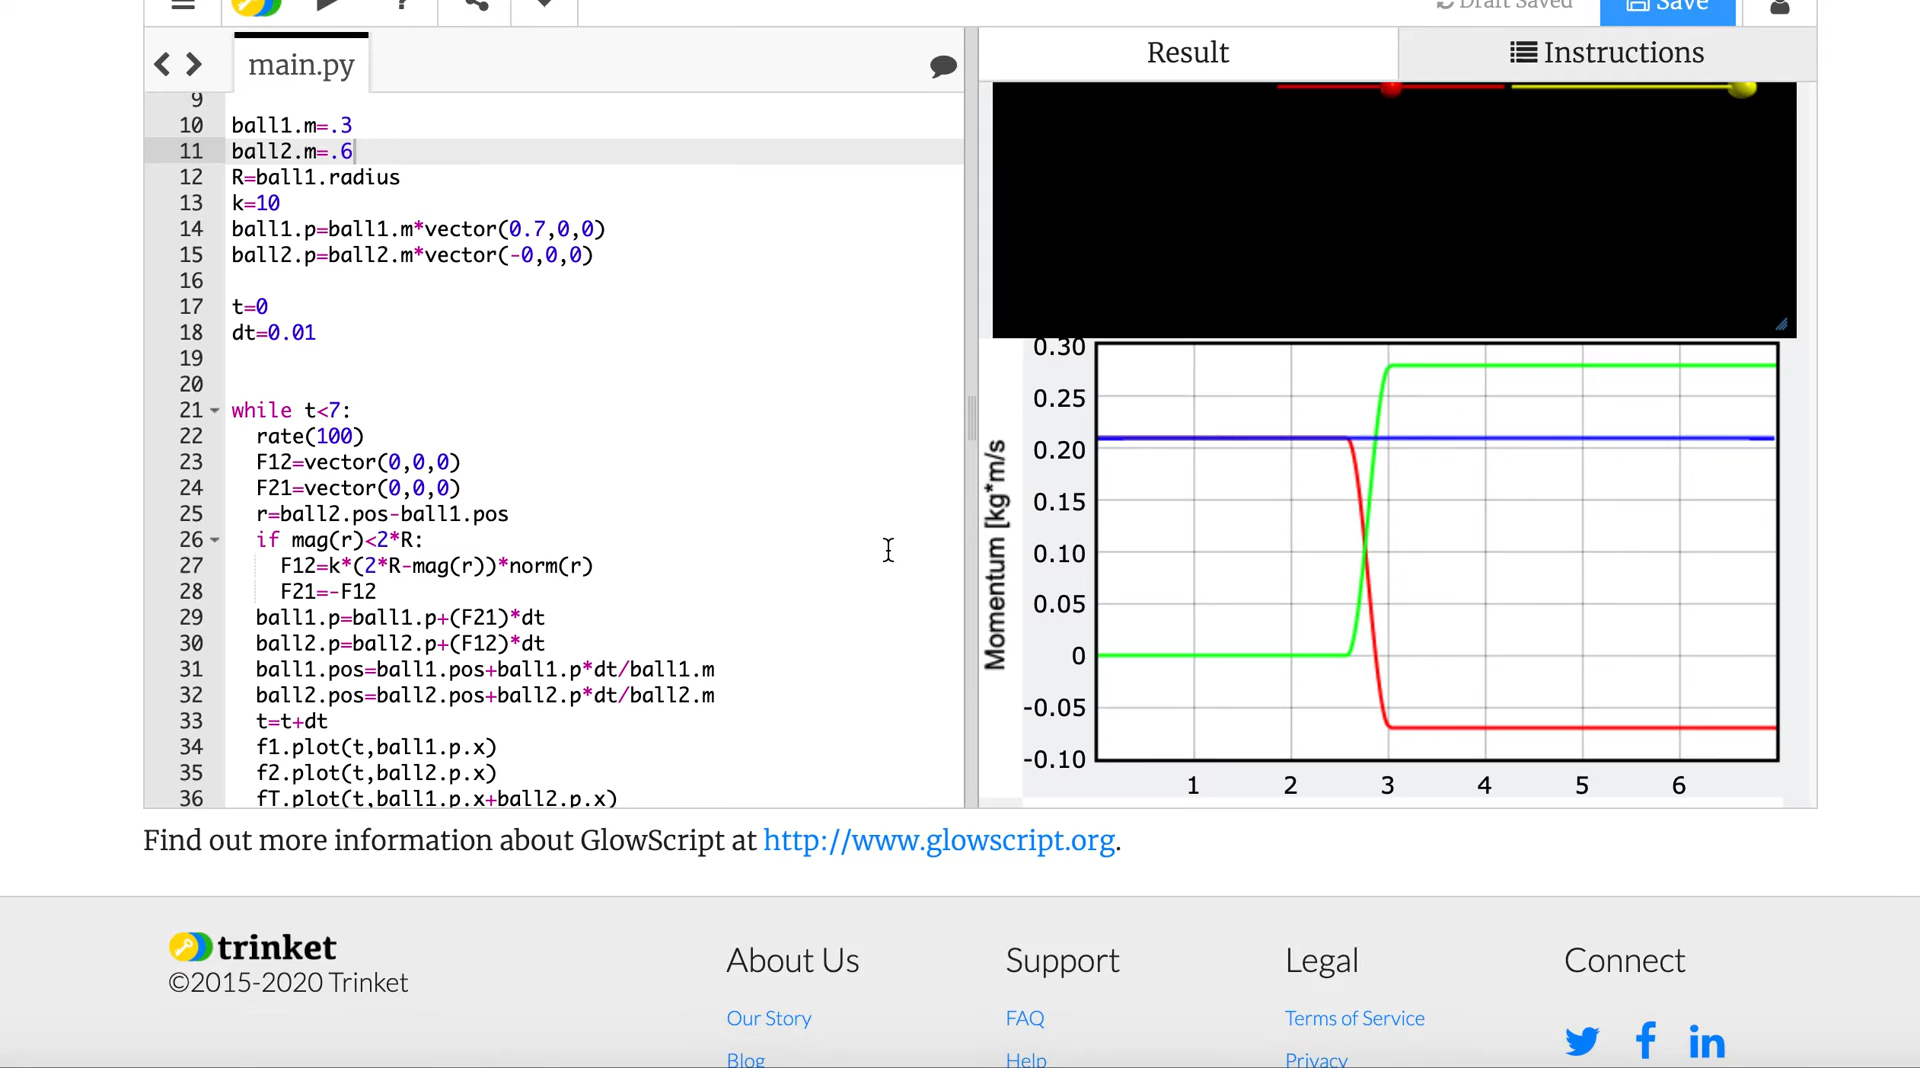 ?
Draft Saved
Save
main.py
Result
Instructions
9
10 ball1.m=.3
11 ball2.m=.6
12 R=ball1.radius
13 k=10
14 ball1.p=ball1.m*vector(0.7,0,0)
15 ball2.p=ball2.m*vector(-0,0,0)
16
17 t=0
18 dt=0.01
19
20
21 while t<7:
22 rate(100)
23 F12=vector(0,0,0)
24 F21=vector(0,0,0)
25 r=ball2.pos-ball1.pos
26 if mag(r)<2*R:
27 F12=k*(2*R-mag(r))*norm(r)
28 F21=-F12
29 ball1.p=ball1.p+(F21)*dt
30 ball2.p=ball2.p+(F12)*dt
31 ball1.pos=ball1.pos+ball1.p*dt/ball1.m
32 ball2.pos=ball2.pos+ball2.p*dt/ball2.m
33 t=t+dt
34 f1.plot(t,ball1.p.x)
35 f2.plot(t,ball2.p.x)
36 fT.plot(t,ball1.p.x+ball2.p.x)
Momentum [kg*m/s
0.30
0.25
0.20
0.15
0.10
0.05
0
-0.05
-0.10
1 2 3 4 5 6
Find out more information about GlowScript at http://www.glowscript.org.
trinket
©2015-2020 Trinket
About Us
Our Story
Blog
Support
FAQ
Help
Legal
Terms of Service
Privacy
Connect